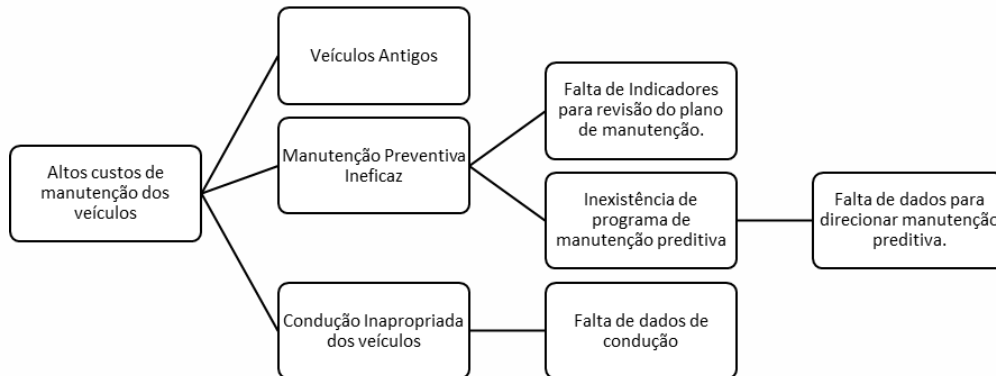 Altos custos de
manutenção dos
veículos
Veículos Antigos
Manutenção Preventiva
Ineficaz
Condução Inapropriada
dos veículos
Falta de Indicadores
para revisão do plano
de manutenção.
Inexistência de
programa de
manutenção preditiva
Falta de dados de
condução
Falta de dados para
direcionar manutenção
preditiva.